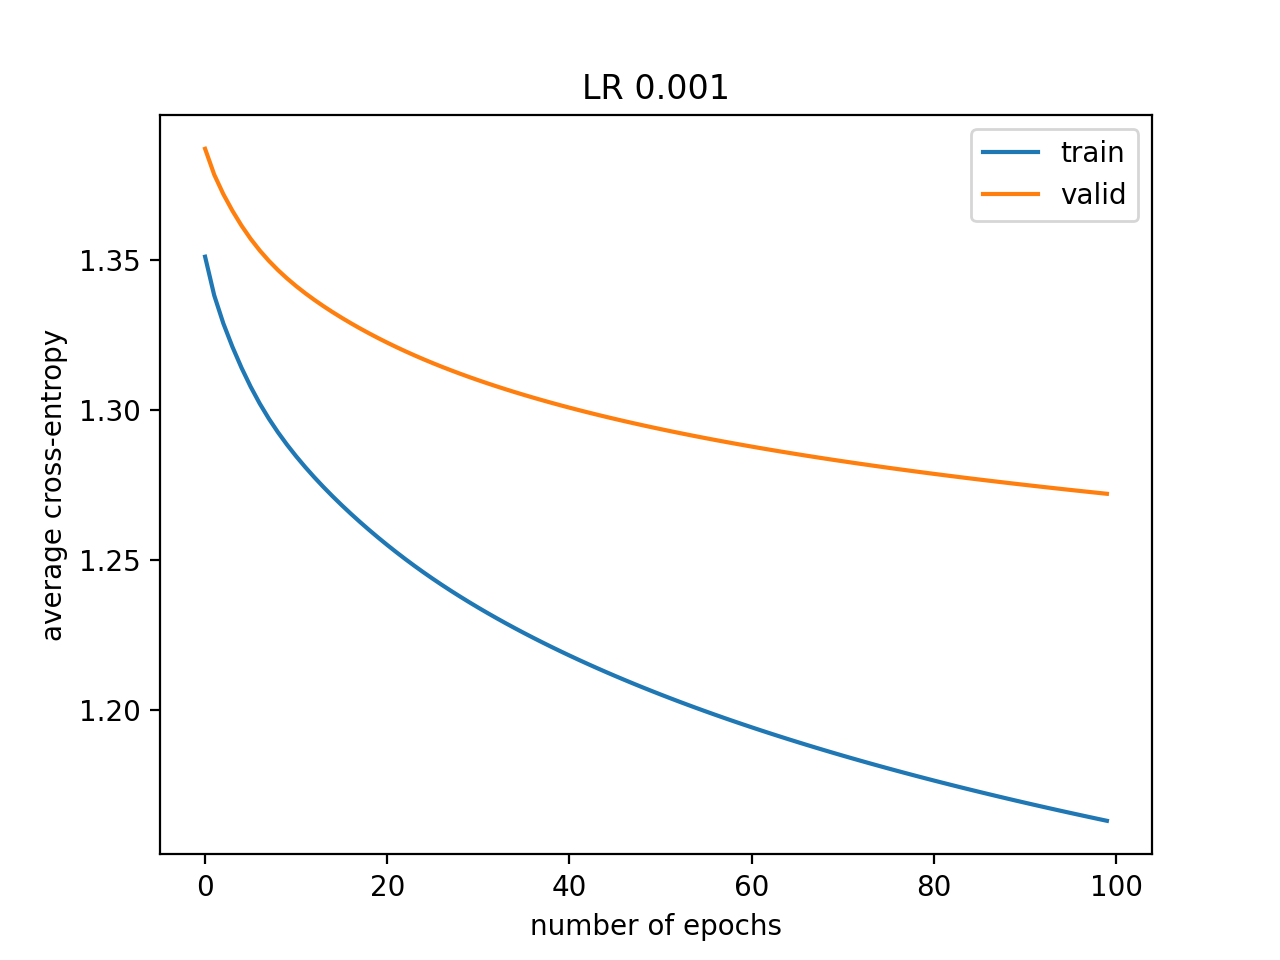 LR 0.001
train
valid
1.35
1.30
1.25
1.20
average cross-entropy
0 20 40 60 80 100
number of epochs